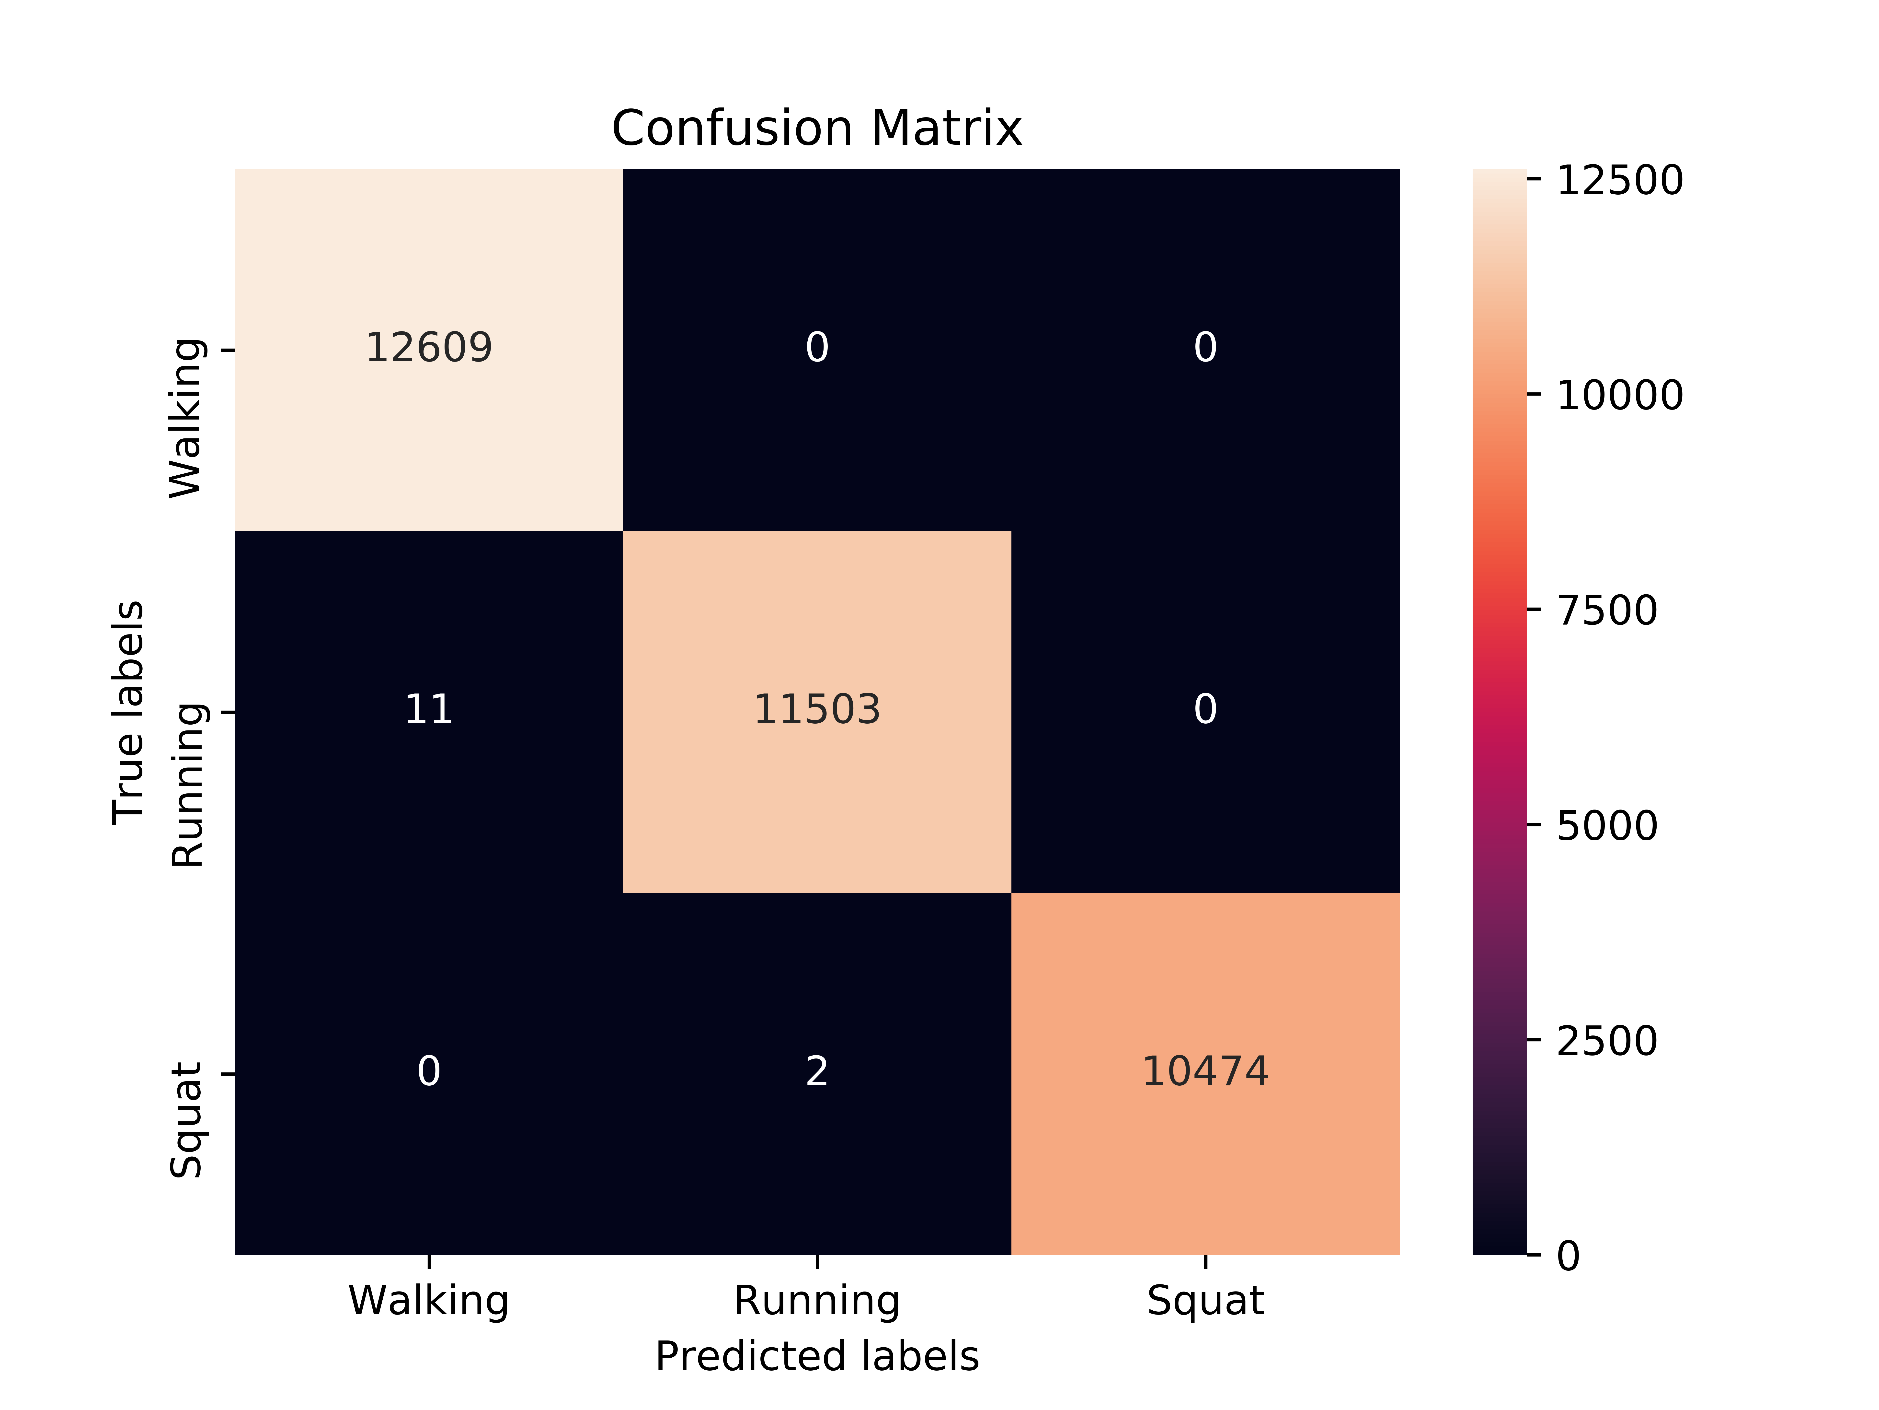 Confusion Matrix
12609 0 0
11 11503 0
0 2 10474
Walking
Running
Squat
True labels
Walking Running Squat
Predicted labels
12500
10000
7500
5000
2500
0